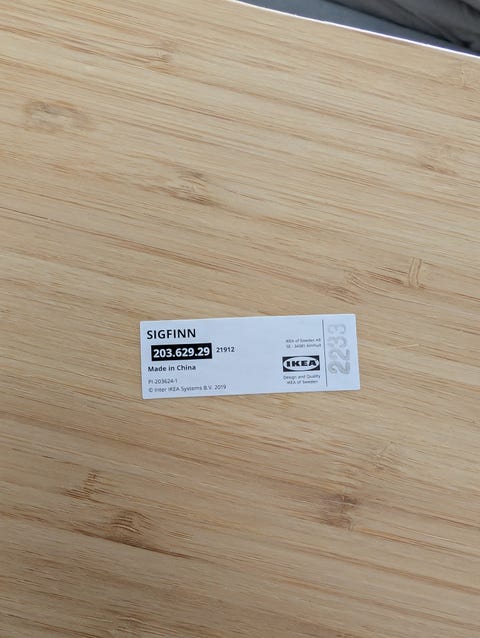 SIGFINN
203.629.29 21912
Made in China
PI-203624-1
© Inter IKEA Systems B.V. 2019
IKEA of Sweden AB
SE - 34381 Älmhult
IKEA
Design and Quality
IKEA of Sweden
2233